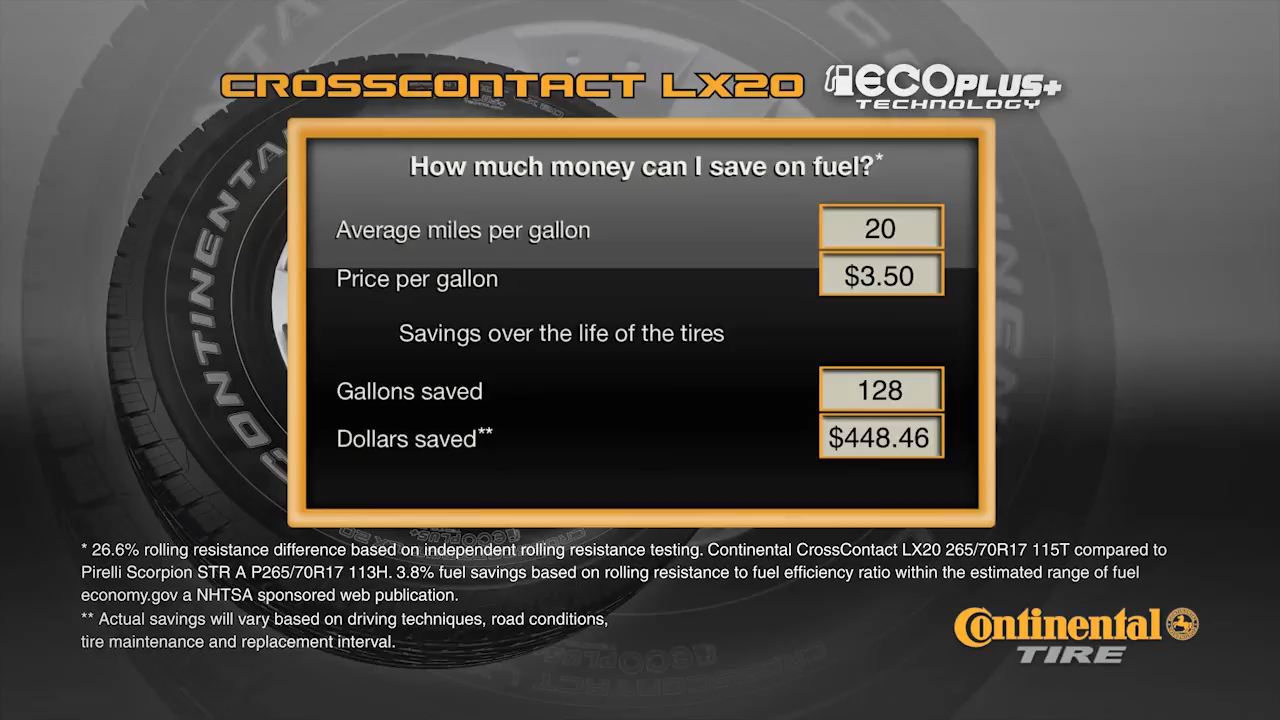 CROSSCONTACT LX20 ECOPLUS+
TECHNOLOGY
How much money can I save on fuel?*
Average miles per gallon 20
Price per gallon $3.50
Savings over the life of the tires
Gallons saved 128
Dollars saved** $448.46
CONTINENTAL
* 26.6% rolling resistance difference based on independent rolling resistance testing. Continental CrossContact LX20 265/70R17 115T compared to
Pirelli Scorpion STR A P265/70R17 113H. 3.8% fuel savings based on rolling resistance to fuel efficiency ratio within the estimated range of fuel
economy.gov a NHTSA sponsored web publication.
** Actual savings will vary based on driving techniques, road conditions,
tire maintenance and replacement interval.
Continental
TIRE